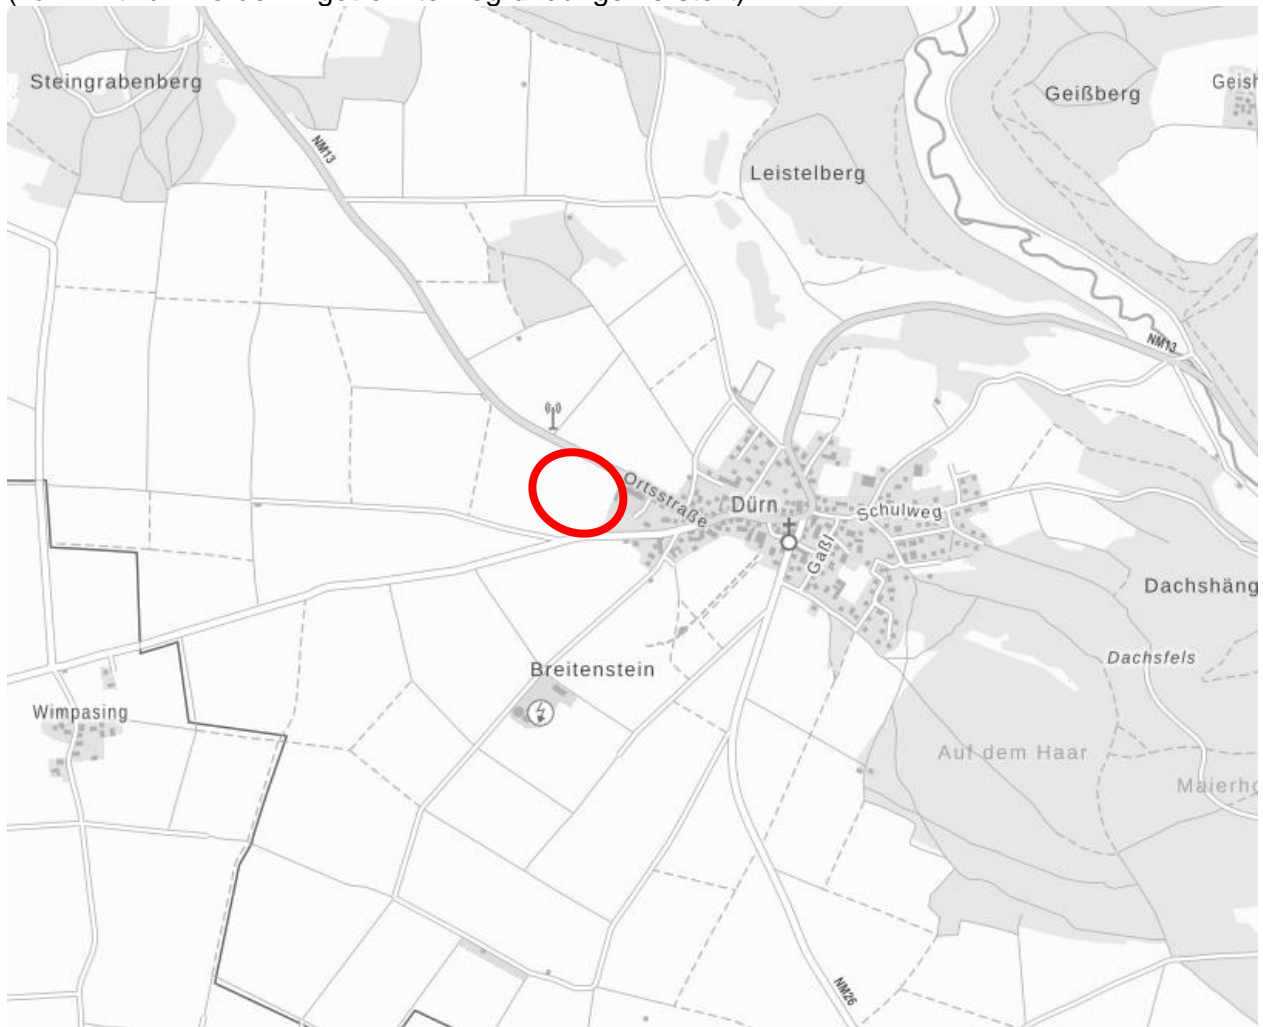 Steingrabenberg
Geißberg
NM13
Leistelberg
NM13
Ortsstraße
Dürn
Schulweg
Gaßl
Dachshäng
Breitenstein
Dachsfels
Wimpasing
Auf dem Haar
NM26